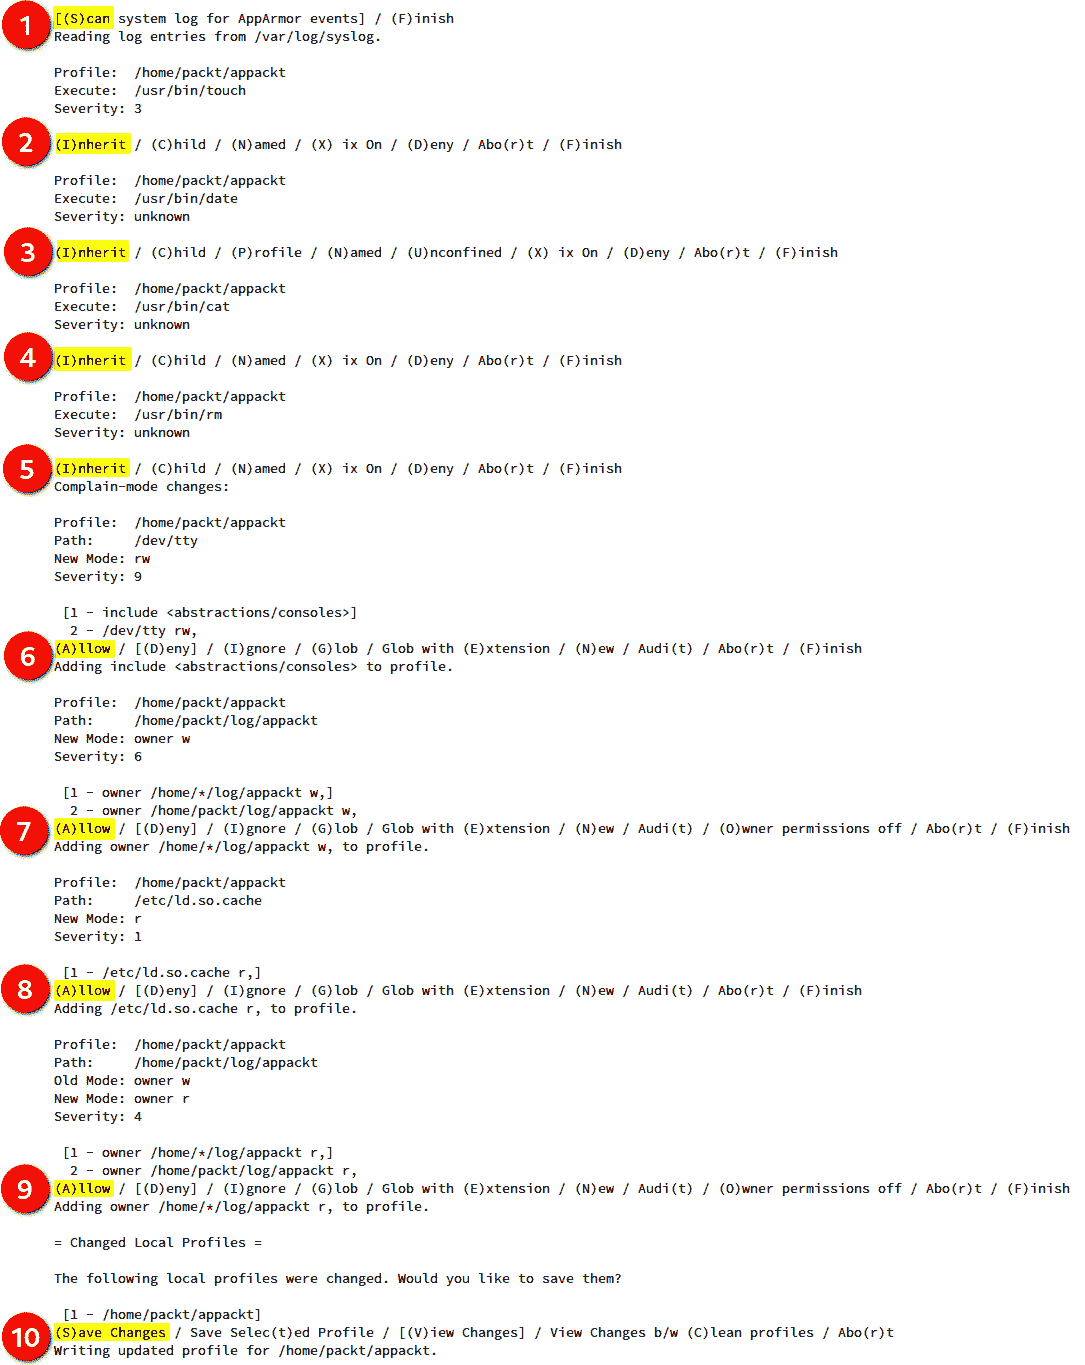 1 [(S)can system log for AppArmor events] / (F)inish
Reading log entries from /var/log/syslog.
Profile:  /home/packt/appackt
Execute:  /usr/bin/touch
Severity: 3
2 (I)nherit / (C)hild / (N)amed / (X) ix On / (D)eny / Abo(r)t / (F)inish
Profile:  /home/packt/appackt
Execute:  /usr/bin/date
Severity: unknown
3 (I)nherit / (C)hild / (P)rofile / (N)amed / (U)nconfined / (X) ix On / (D)eny / Abo(r)t / (F)inish
Profile:  /home/packt/appackt
Execute:  /usr/bin/cat
Severity: unknown
4 (I)nherit / (C)hild / (N)amed / (X) ix On / (D)eny / Abo(r)t / (F)inish
Profile:  /home/packt/appackt
Execute:  /usr/bin/rm
Severity: unknown
5 (I)nherit / (C)hild / (N)amed / (X) ix On / (D)eny / Abo(r)t / (F)inish
Complain-mode changes:
Profile:  /home/packt/appackt
Path:     /dev/tty
New Mode: rw
Severity: 9
[1 - include <abstractions/consoles>]
2 - /dev/tty rw,
6 (A)llow / [(D)eny] / (I)gnore / (G)lob / Glob with (E)xtension / (N)ew / Audi(t) / Abo(r)t / (F)inish
Adding include <abstractions/consoles> to profile.
Profile:  /home/packt/appackt
Path:     /home/packt/log/appackt
New Mode: owner w
Severity: 6
[1 - owner /home/*/log/appackt w,]
2 - owner /home/packt/log/appackt w,
7 (A)llow / [(D)eny] / (I)gnore / (G)lob / Glob with (E)xtension / (N)ew / Audi(t) / (O)wner permissions off / Abo(r)t / (F)inish
Adding owner /home/*/log/appackt w, to profile.
Profile:  /home/packt/appackt
Path:     /etc/ld.so.cache
New Mode: r
Severity: 1
[1 - /etc/ld.so.cache r,]
8 (A)llow / [(D)eny] / (I)gnore / (G)lob / Glob with (E)xtension / (N)ew / Audi(t) / Abo(r)t / (F)inish
Adding /etc/ld.so.cache r, to profile.
Profile:  /home/packt/appackt
Path:     /home/packt/log/appackt
Old Mode: owner w
New Mode: owner r
Severity: 4
[1 - owner /home/*/log/appackt r,]
2 - owner /home/packt/log/appackt r,
9 (A)llow / [(D)eny] / (I)gnore / (G)lob / Glob with (E)xtension / (N)ew / Audi(t) / (O)wner permissions off / Abo(r)t / (F)inish
Adding owner /home/*/log/appackt r, to profile.
= Changed Local Profiles =
The following local profiles were changed. Would you like to save them?
[1 - /home/packt/appackt]
10 (S)ave Changes / Save Selec(t)ed Profile / [(V)iew Changes] / View Changes b/w (C)lean profiles / Abo(r)t
Writing updated profile for /home/packt/appackt.